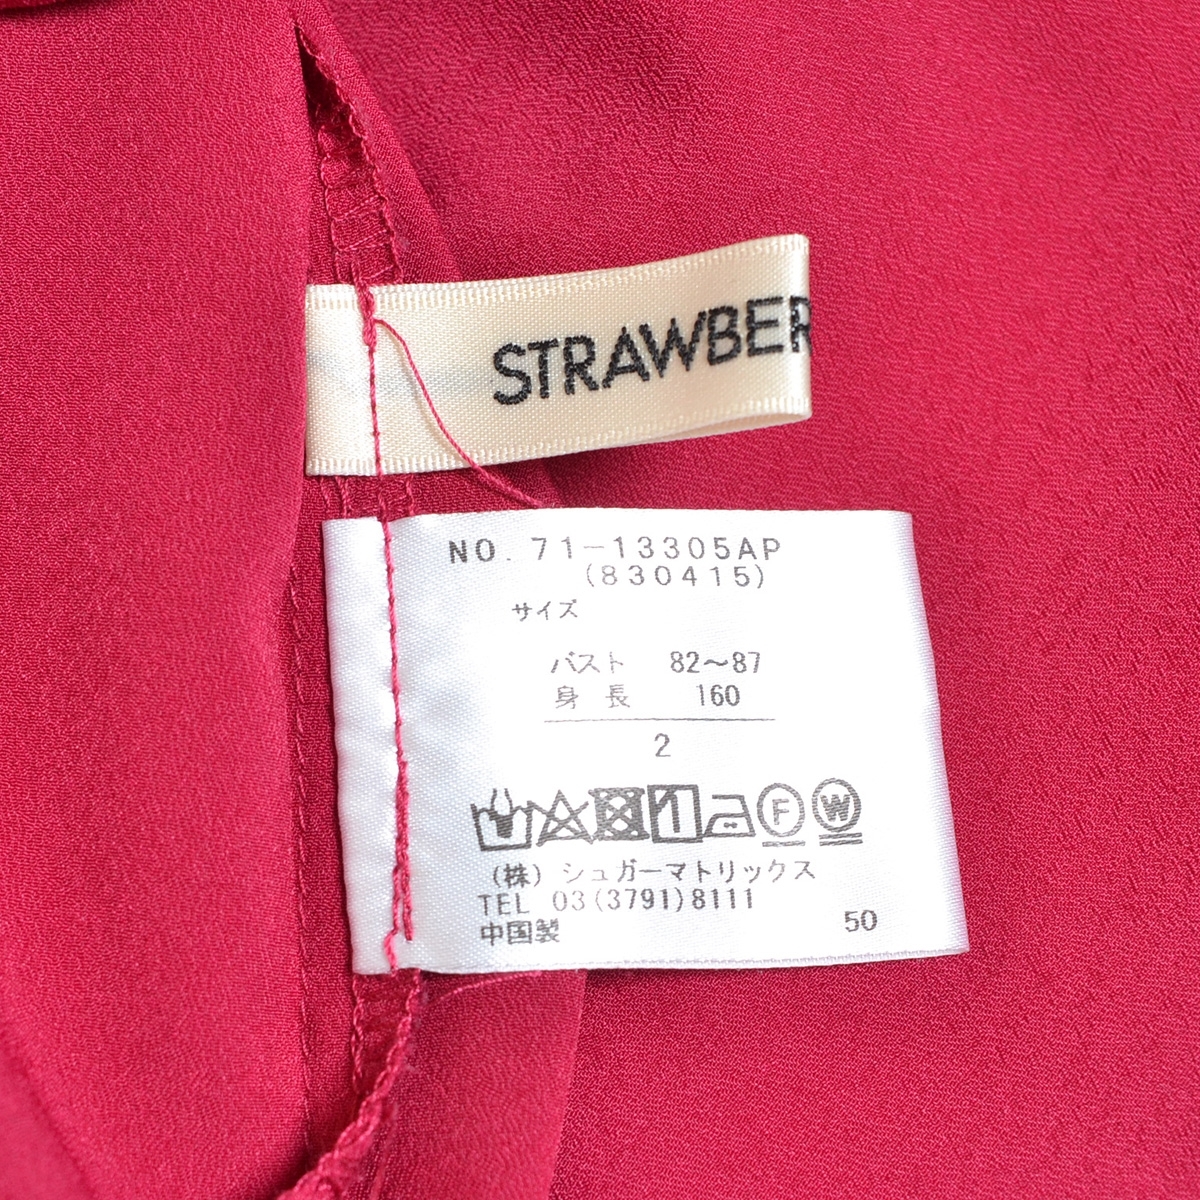 STRAWBER
NO. 71-13305AP
(830415)
サイズ
バスト 82～87
身長 160
2
F W
(株) シュガーマトリックス
TEL 03(3791)8111
中国製 50